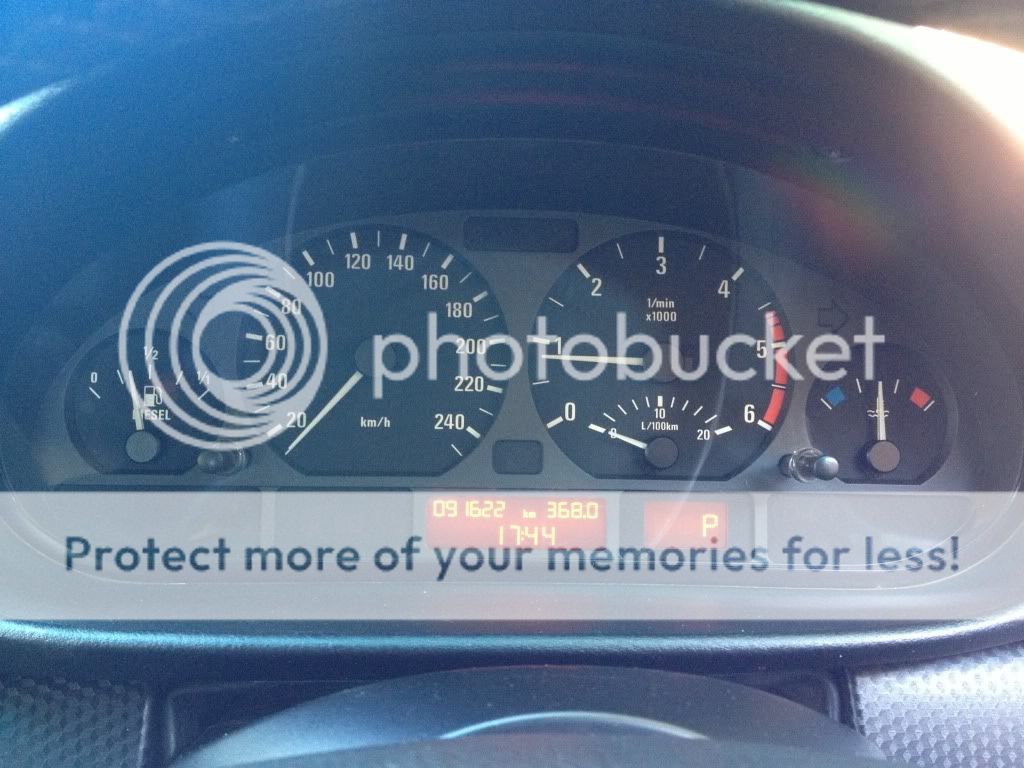 100 120 140
80 160
60 180
40 200
20 220
240
km/h
0 1/2 1/1
DIESEL
0 1 2 3 4 5 6
1/min
x1000
0 10 20
L/100km
photobucket
091622 km 368.0
17:44
P
Protect more of your memories for less!